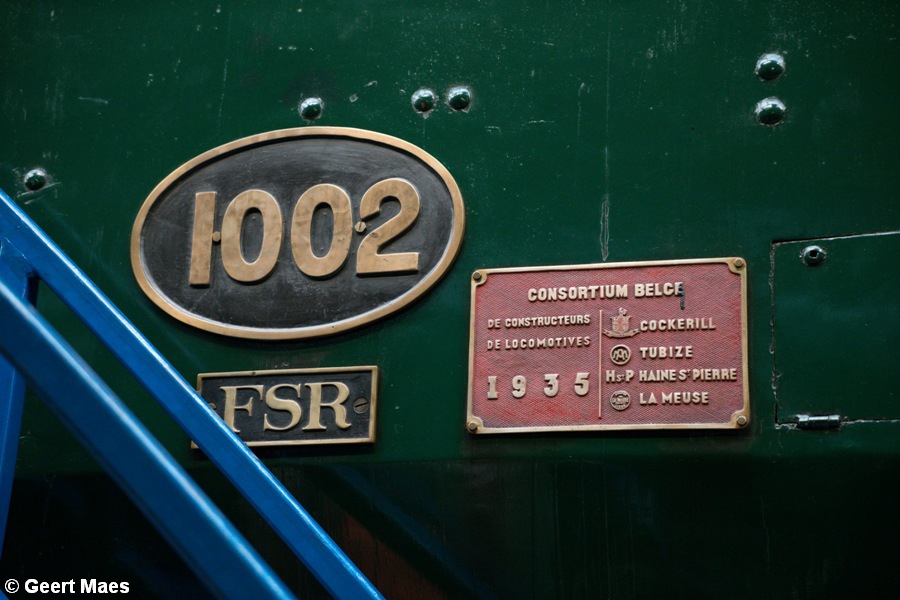 1002
FSR
CONSORTIUM BELGE
DE CONSTRUCTEURS
DE LOCOMOTIVES
1935
COCKERILL
TUBIZE
HSP HAINE ST PIERRE
LA MEUSE
© Geert Maes